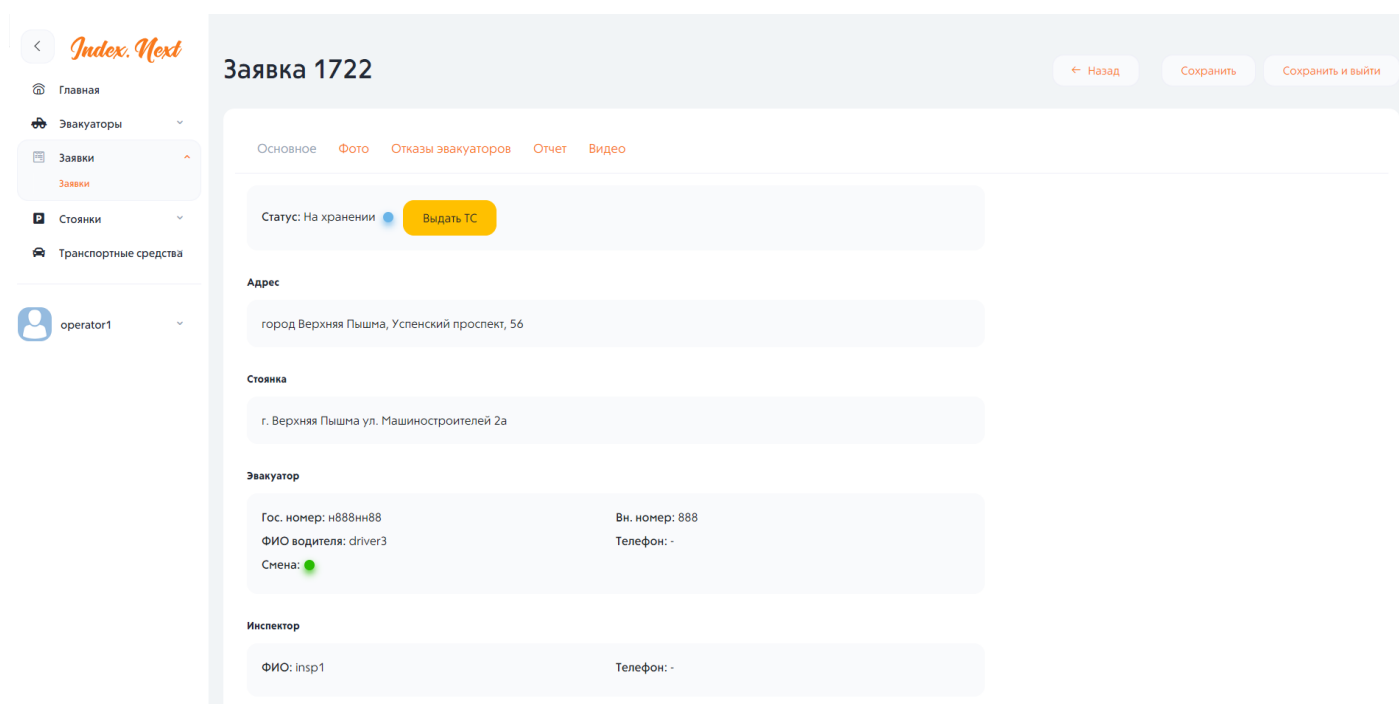 Index. Next
Главная
Эвакуаторы
Заявки
Заявки
Стоянки
Транспортные средства
operator1
Заявка 1722
← Назад
Сохранить
Сохранить и выйти
Основное Фото Отказы эвакуаторов Отчет Видео
Статус: На хранении
Выдать ТС
Адрес
город Верхняя Пышма, Успенский проспект, 56
Стоянка
г. Верхняя Пышма ул. Машиностроителей 2а
Эвакуатор
Гос. номер: н888нн88 Вн. номер: 888
ФИО водителя: driver3 Телефон: -
Смена:
Инспектор
ФИО: insp1 Телефон: -